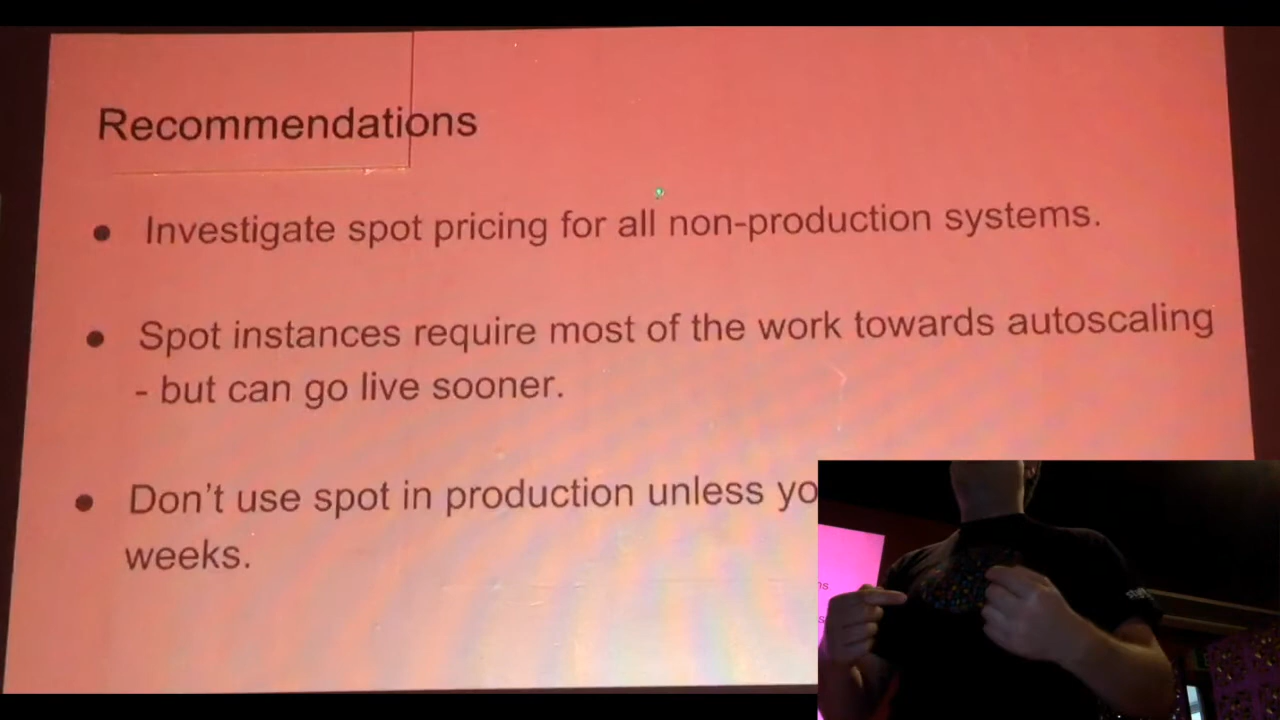 Recommendations
● Investigate spot pricing for all non-production systems.
● Spot instances require most of the work towards autoscaling
- but can go live sooner.
● Don't use spot in production unless
weeks.